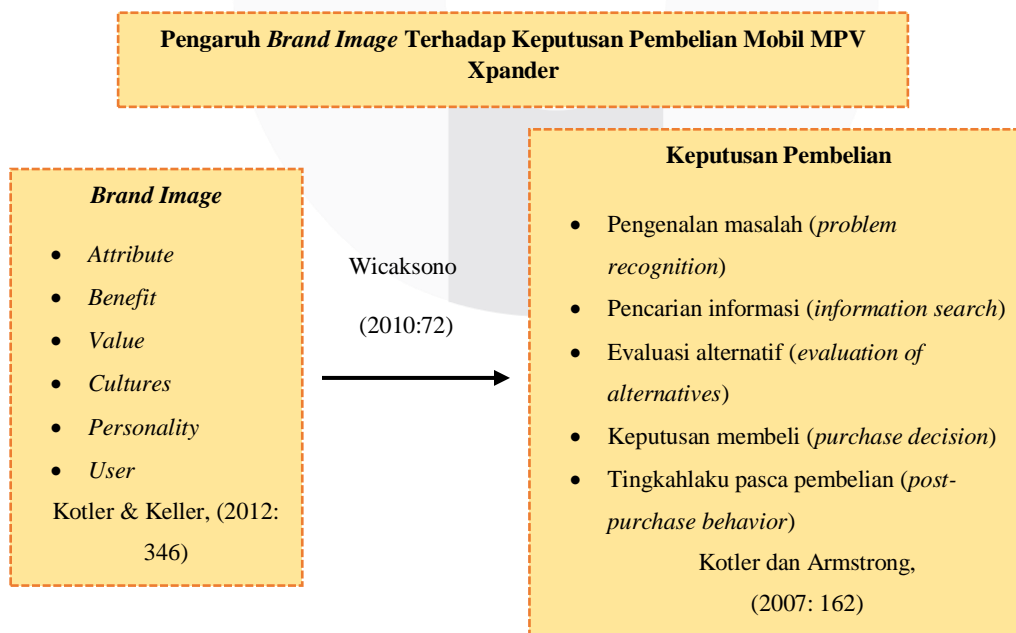 Pengaruh Brand Image Terhadap Keputusan Pembelian Mobil MPV
Xpander
Brand Image
• Attribute
• Benefit
• Value
• Cultures
• Personality
• User
Kotler & Keller, (2012:
346)
Wicaksono
(2010:72)
Keputusan Pembelian
• Pengenalan masalah (problem
recognition)
• Pencarian informasi (information search)
• Evaluasi alternatif (evaluation of
alternatives)
• Keputusan membeli (purchase decision)
• Tingkahlaku pasca pembelian (post-
purchase behavior)
Kotler dan Armstrong,
(2007: 162)